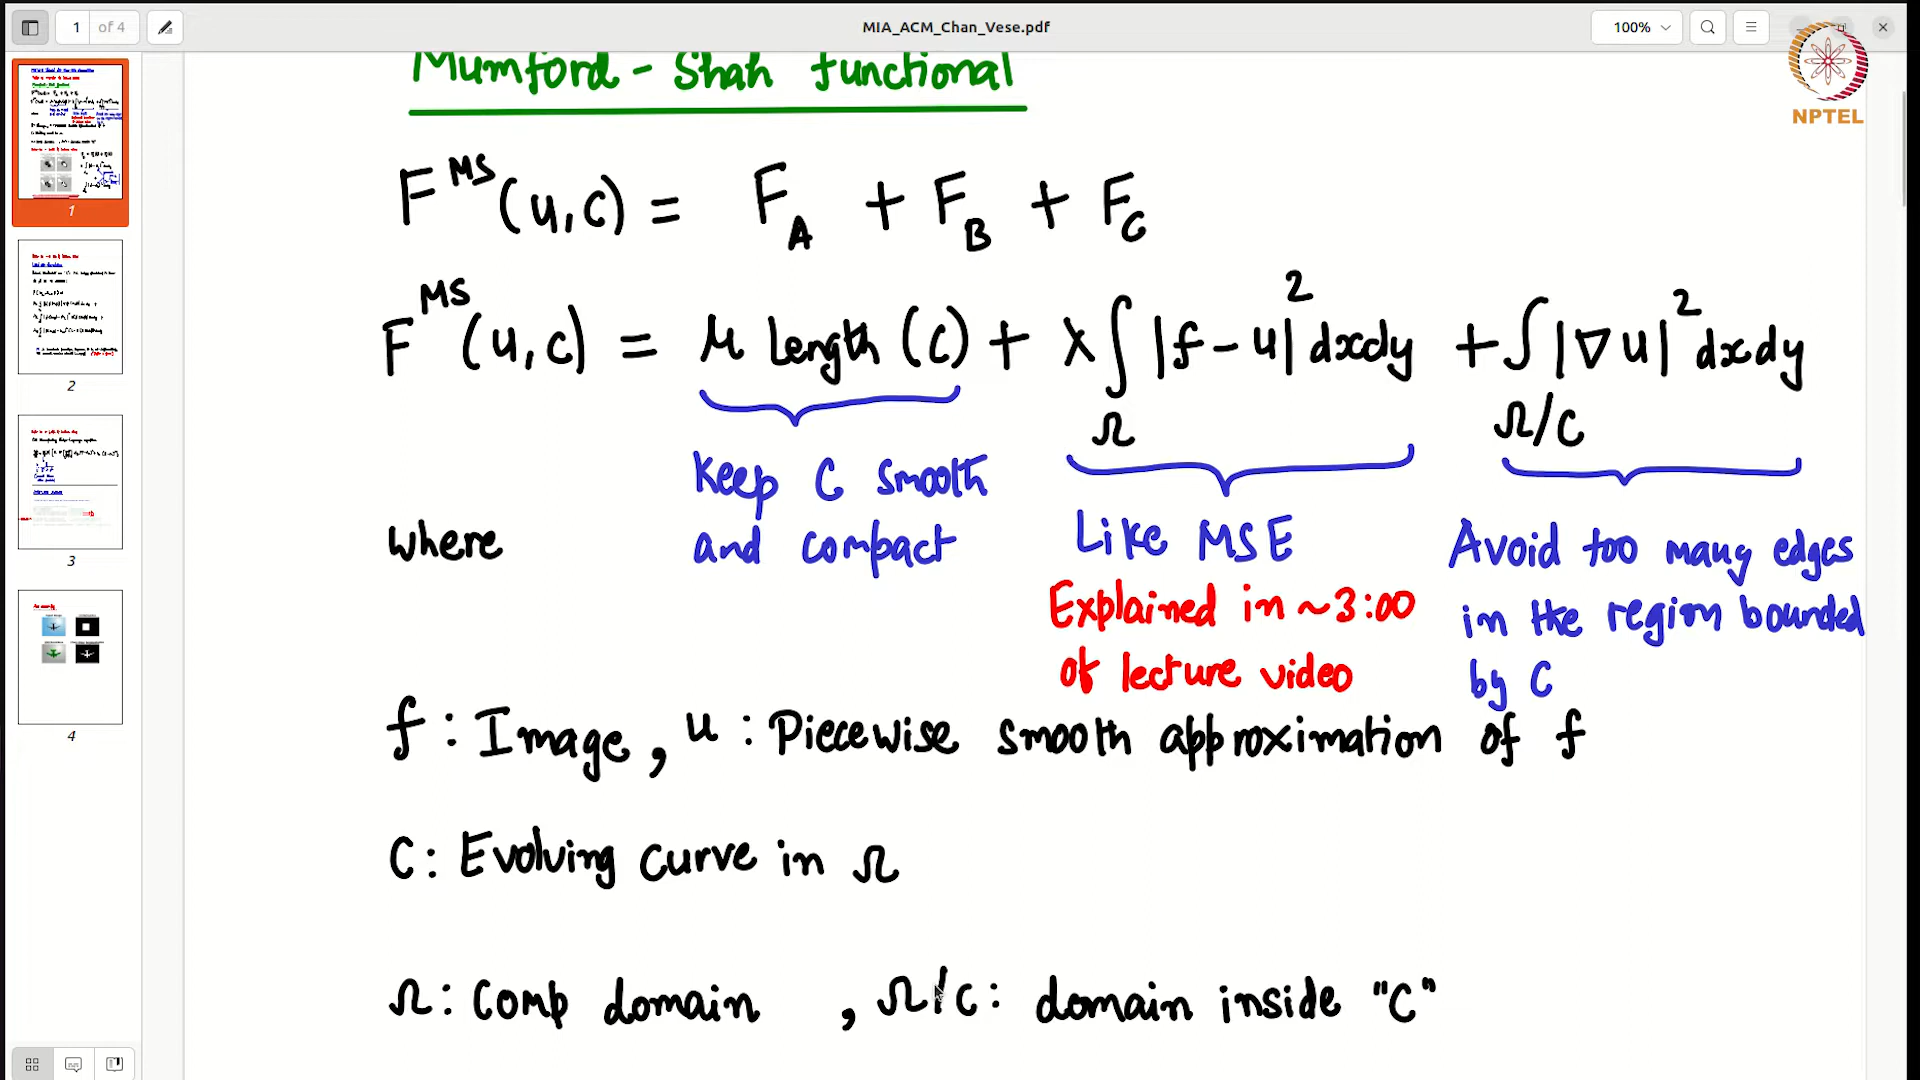 1 of 4
MIA_ACM_Chan_Vese.pdf
100%
NPTEL
Mumford - Shah functional
F^MS (u,c) = F_A + F_B + F_C
F^MS (u,c) = μ length (c) + λ ∫_Ω |f - u|² dxdy + ∫_Ω/c |∇u|² dxdy
Keep C smooth
and compact
Like MSE
Explained in ~3:00
of lecture video
Avoid too many edges
in the region bounded
by C
where
f : Image, u : Piecewise smooth approximation of f
C : Evolving curve in Ω
Ω : Comp domain , Ω/c : domain inside "C"
1
2
3
4